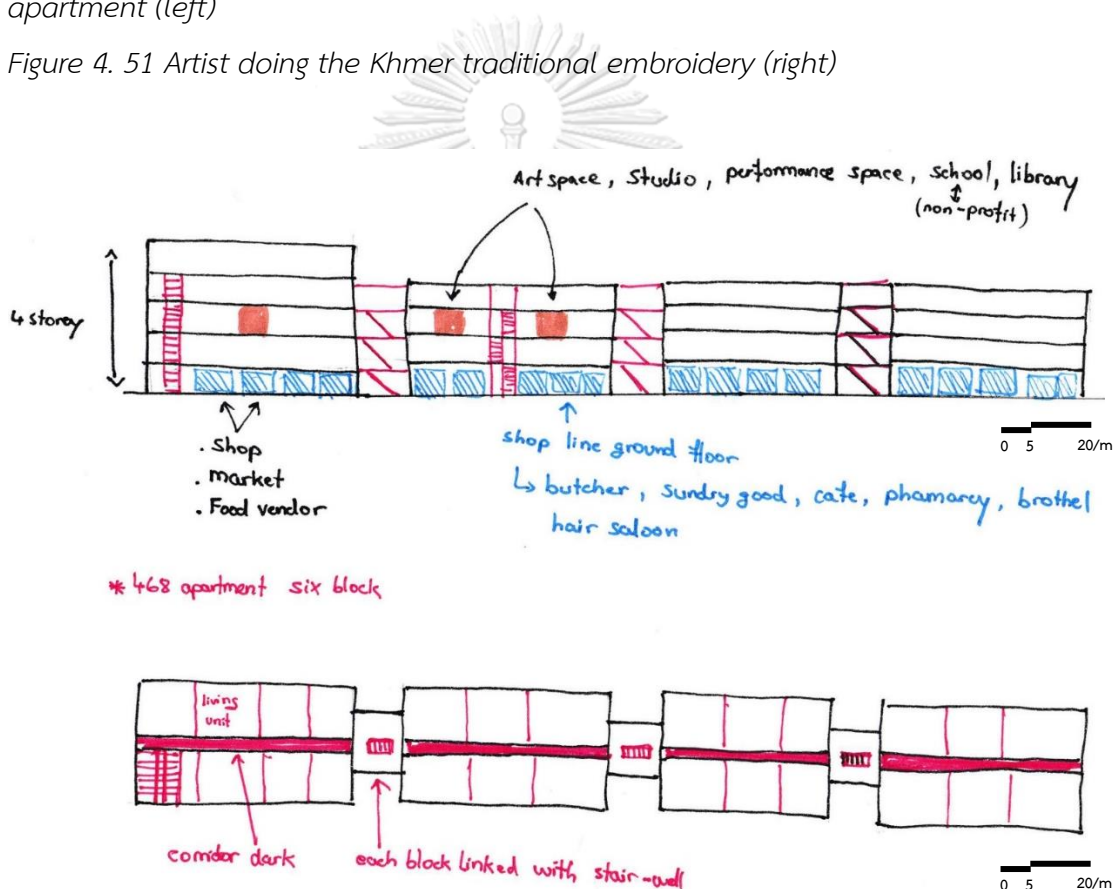 apartment (left)
Figure 4. 51 Artist doing the Khmer traditional embroidery (right)
Art space, Studio, performance space, school, library
(non-profit)
4 storey
. Shop
. market
. Food vendor
shop line ground floor
↳ butcher, sundry good, cafe, phamarcy, brothel
hair saloon
0 5 20/m
* 468 apartment six block
living
unit
corridor dark
each block linked with stair-well
0 5 20/m